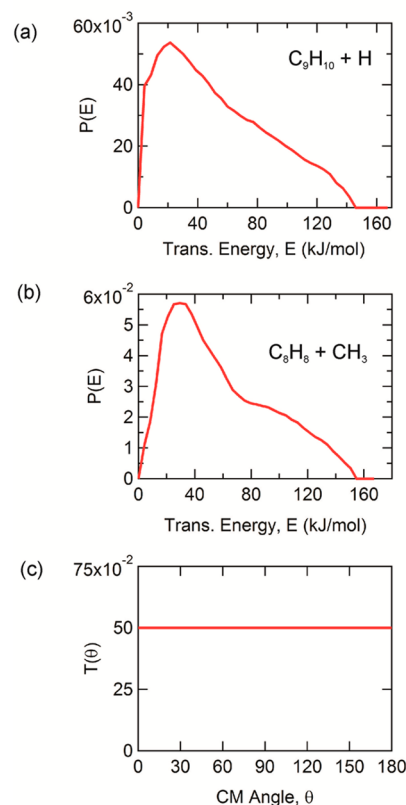 (a)
60x10⁻³
C₉H₁₀ + H
P(E)
40
20
0
0 40 80 120 160
Trans. Energy, E (kJ/mol)
(b)
6x10⁻²
C₈H₈ + CH₃
P(E)
5
4
3
2
1
0
0 40 80 120 160
Trans. Energy, E (kJ/mol)
(c)
75x10⁻²
T(θ)
50
25
0
0 30 60 90 120 150 180
CM Angle, θ